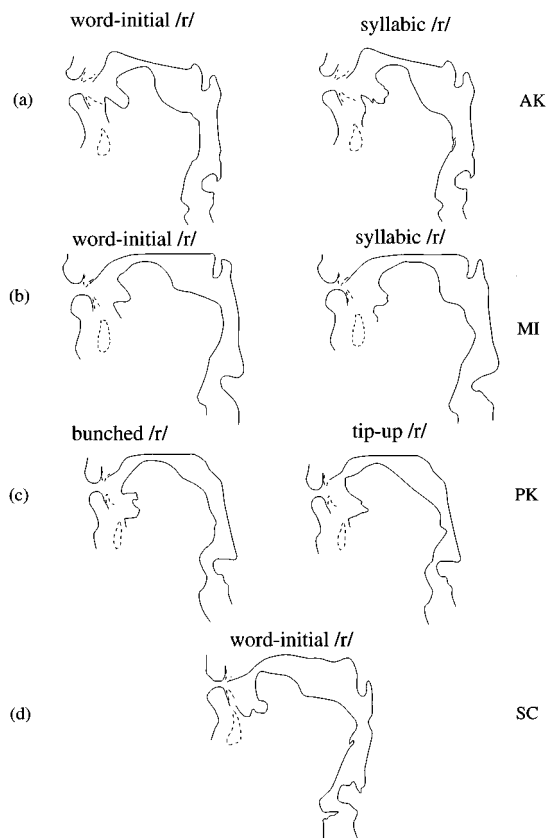 word-initial /r/ syllabic /r/
(a) AK
word-initial /r/ syllabic /r/
(b) MI
bunched /r/ tip-up /r/
(c) PK
word-initial /r/
(d) SC